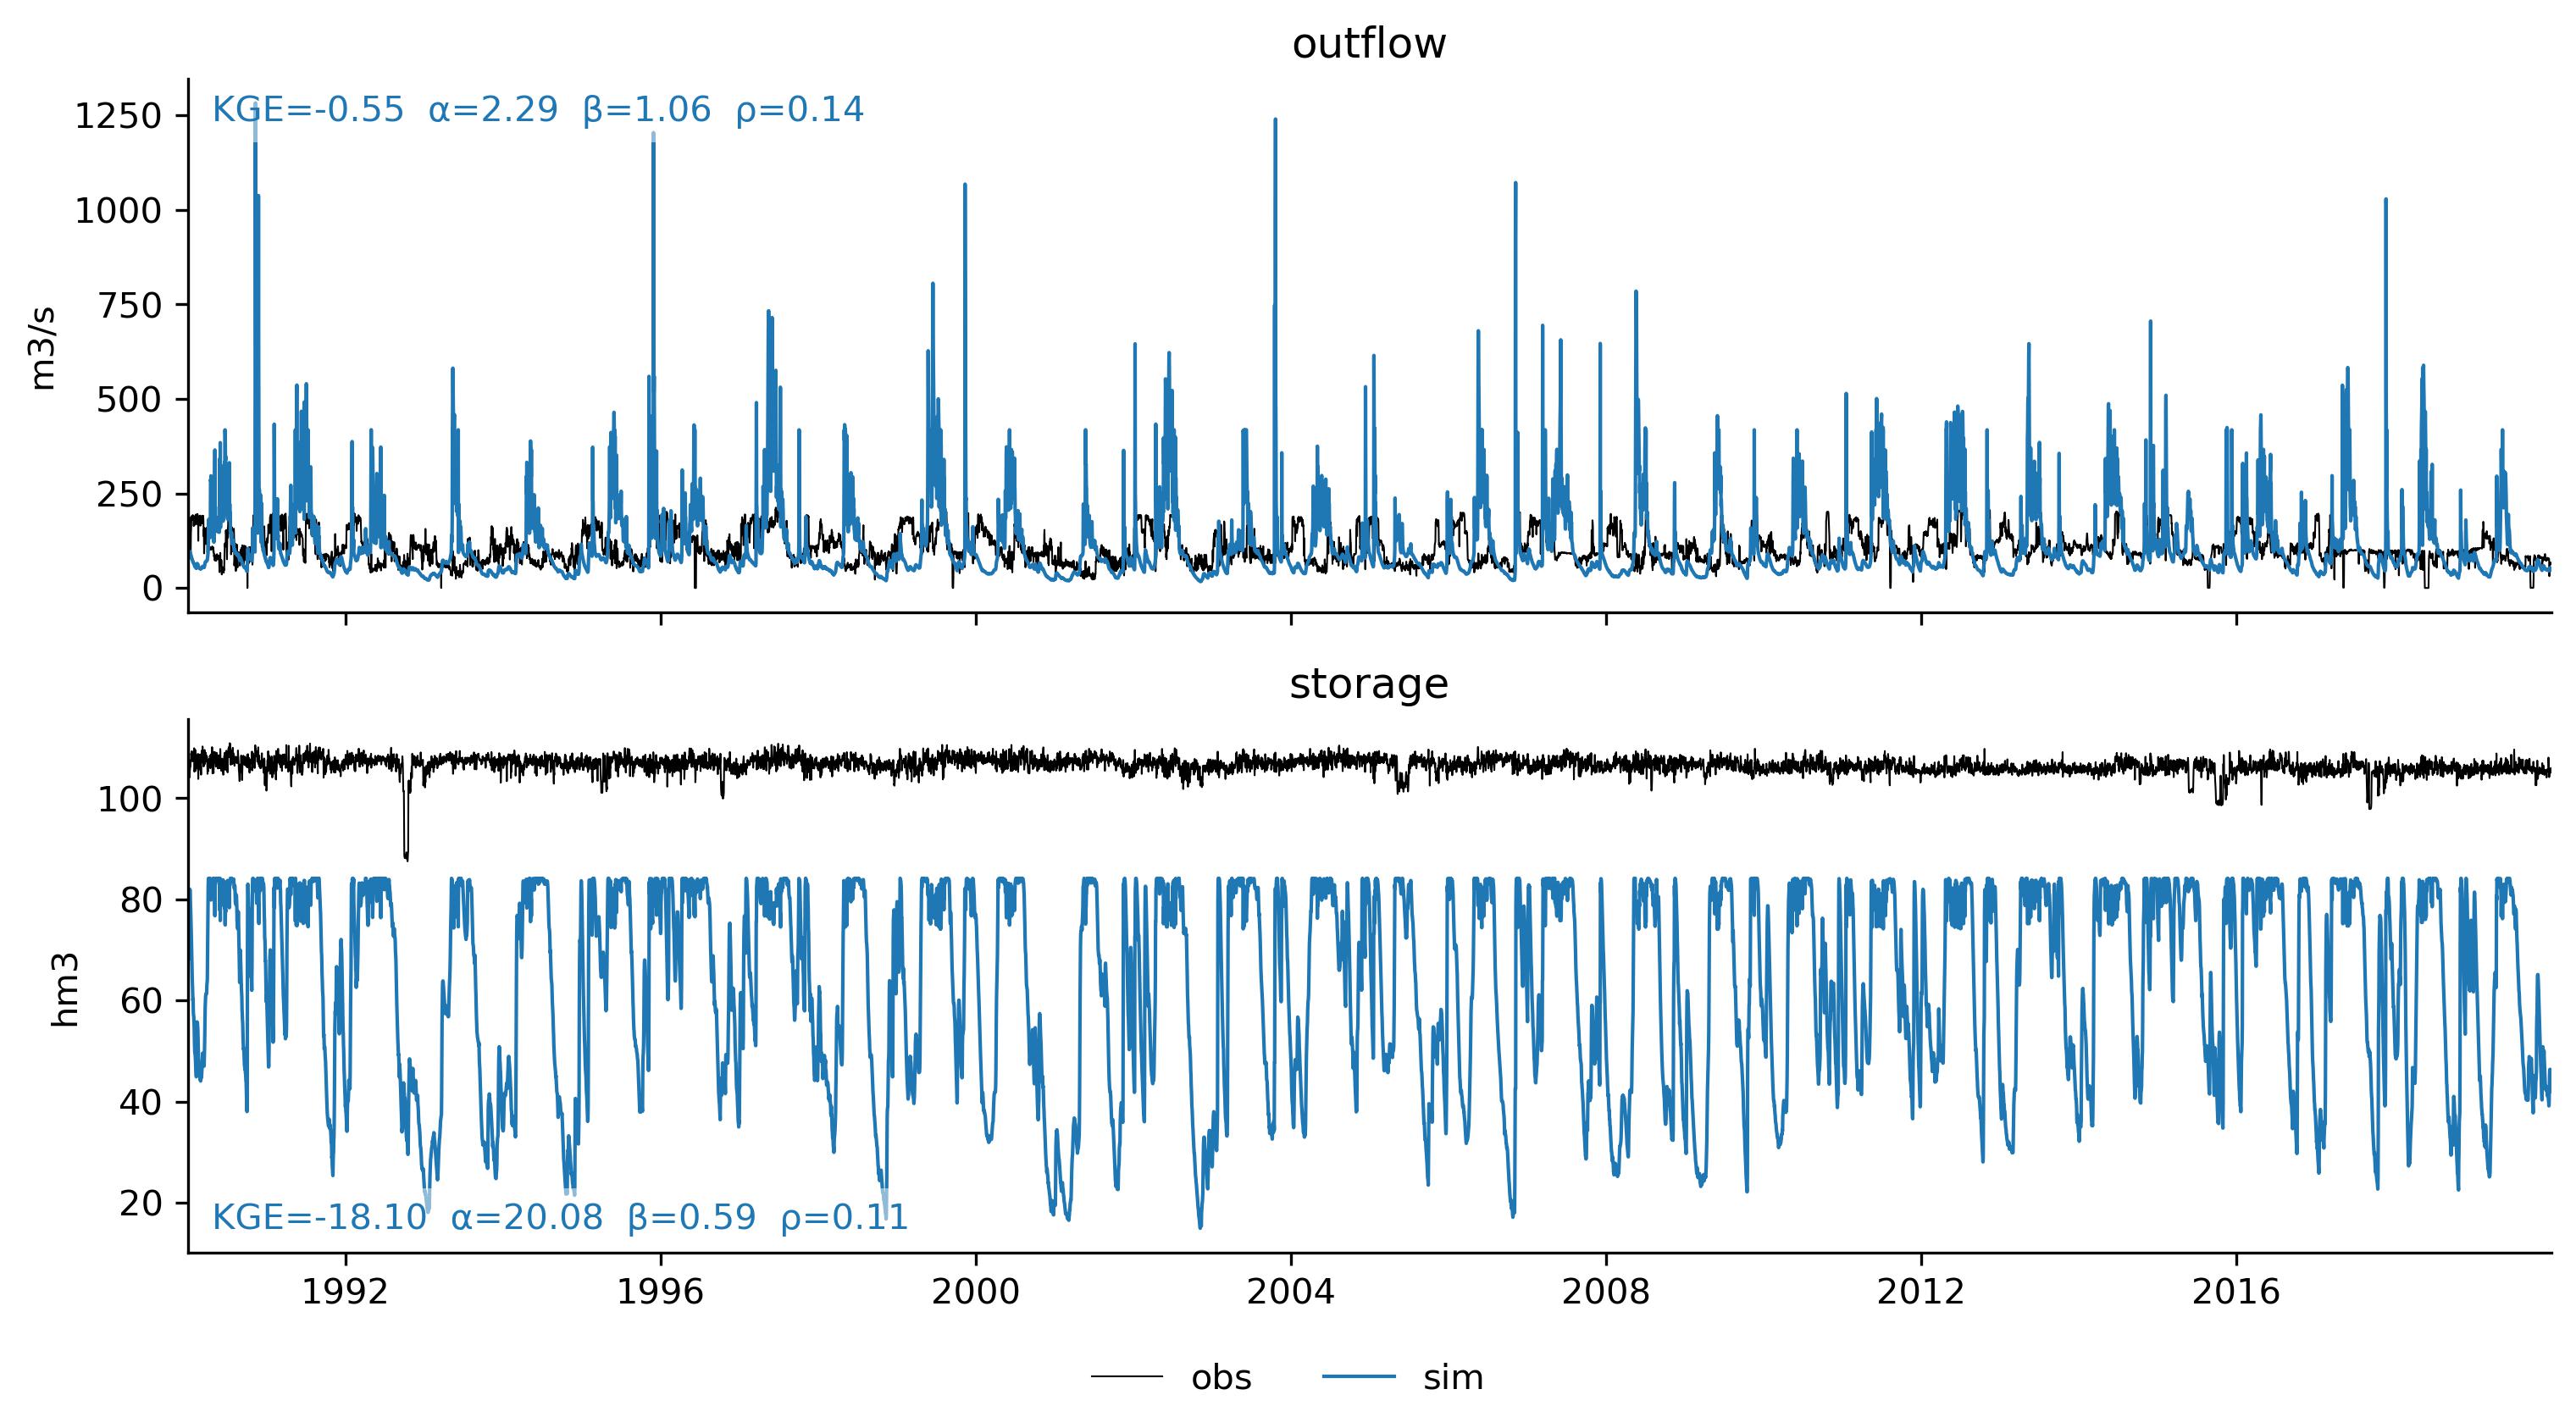 outflow
KGE=-0.55 α=2.29 β=1.06 ρ=0.14
1250
1000
750
500
250
0
m3/s
storage
100
80
60
40
20
hm3
KGE=-18.10 α=20.08 β=0.59 ρ=0.11
1992 1996 2000 2004 2008 2012 2016
obs sim